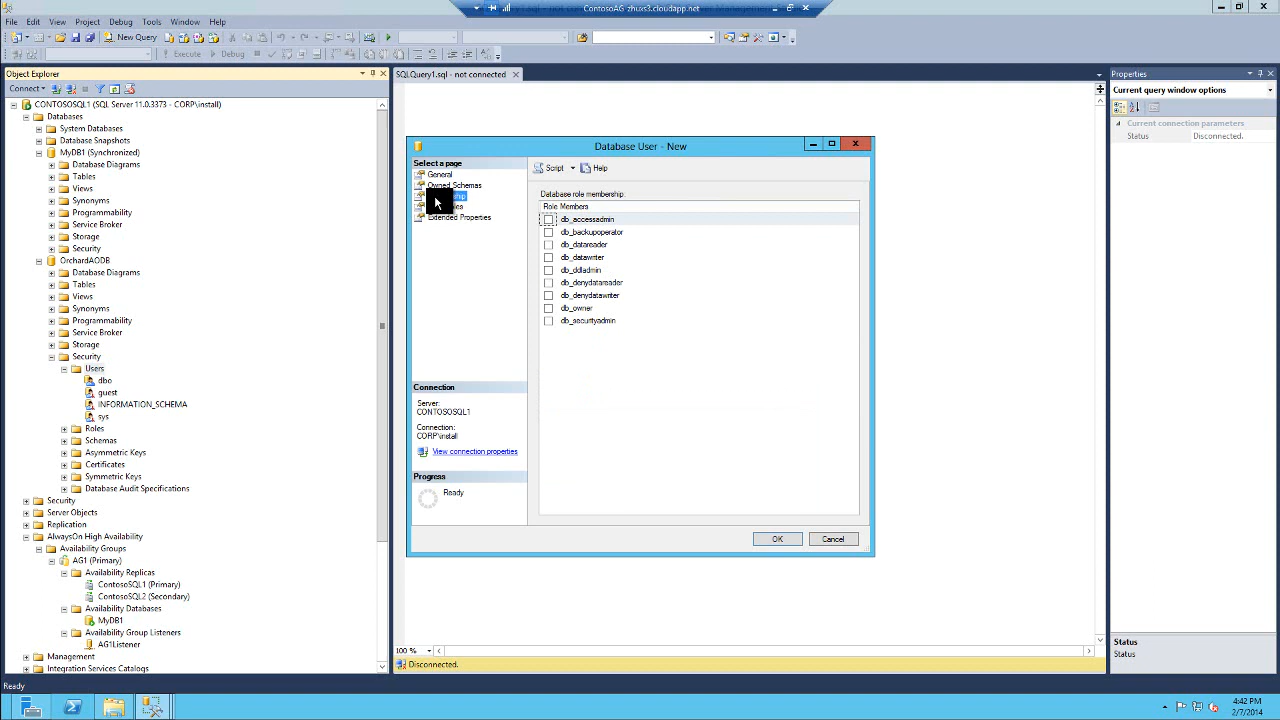 ContosoAG-zhuxs3.cloudapp.net
File Edit View Project Debug Tools Window Help
New Query
Execute Debug
Object Explorer
Connect
CONTOSOSQL1 (SQL Server 11.0.3373 - CORP\install)
Databases
System Databases
Database Snapshots
MyDB1 (Synchronized)
Database Diagrams
Tables
Views
Synonyms
Programmability
Service Broker
Storage
Security
OrchardAODB
Database Diagrams
Tables
Views
Synonyms
Programmability
Service Broker
Storage
Security
Users
dbo
guest
INFORMATION_SCHEMA
sys
Roles
Schemas
Asymmetric Keys
Certificates
Symmetric Keys
Database Audit Specifications
Security
Server Objects
Replication
AlwaysOn High Availability
Availability Groups
AG1 (Primary)
Availability Replicas
ContosoSQL1 (Primary)
ContosoSQL2 (Secondary)
Availability Databases
MyDB1
Availability Group Listeners
AG1Listener
Management
Integration Services Catalogs
SQLQuery1.sql - not connected
Database User - New
Select a page
General
Owned Schemas
Extended Properties
Script Help
Database role membership:
Role Members
db_accessadmin
db_backupoperator
db_datareader
db_datawriter
db_ddladmin
db_denydatareader
db_denydatawriter
db_owner
db_securityadmin
Connection
Server:
CONTOSOSQL1
Connection:
CORP\install
View connection properties
Progress
Ready
OK Cancel
100 %
Disconnected.
Properties
Current query window options
Current connection parameters
Status Disconnected.
Status
Status
Ready
4:42 PM
2/7/2014